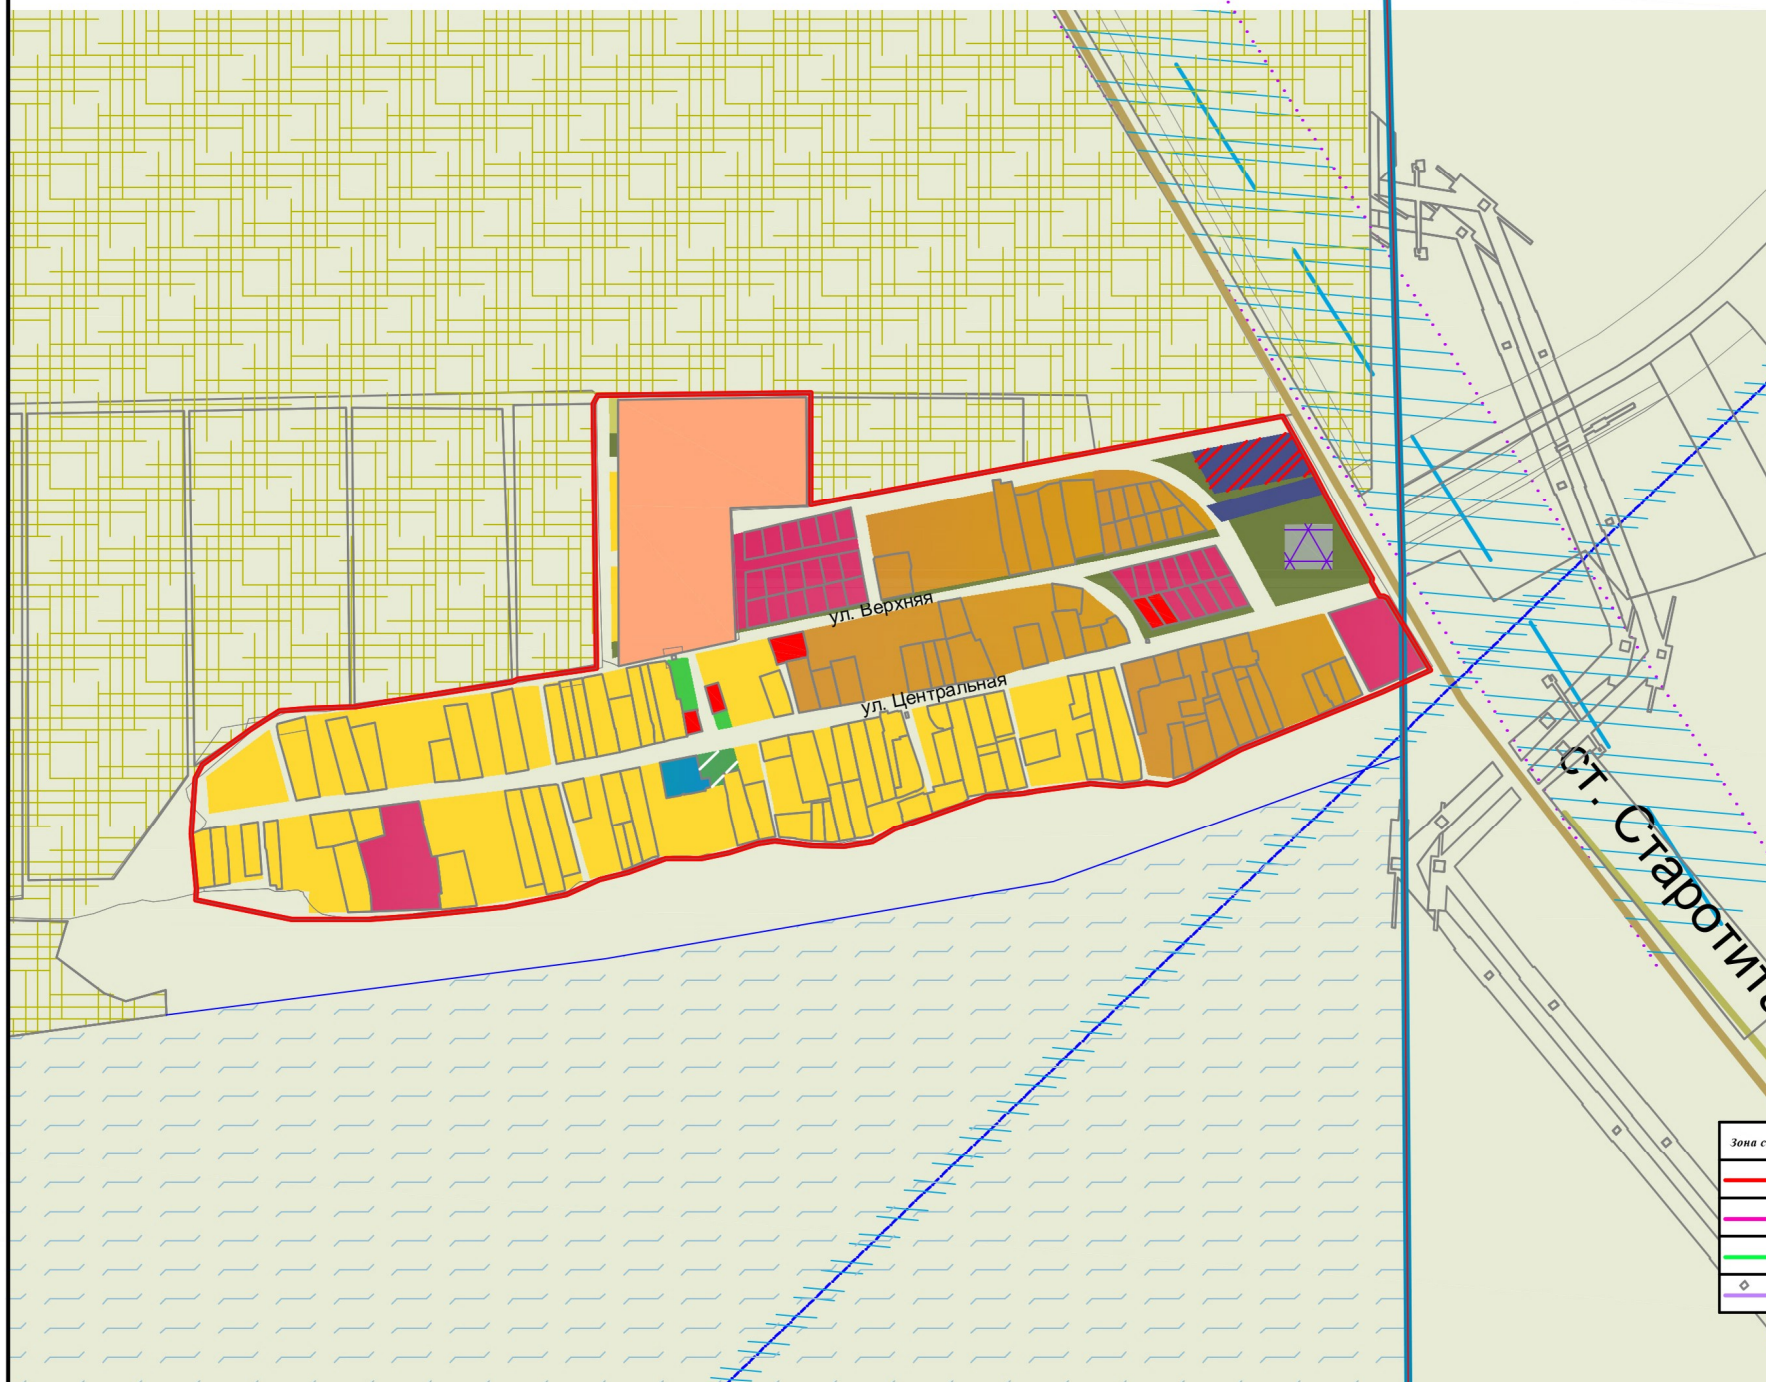 ул. Верхняя
ул. Центральная
ст. Старотит
Зона с